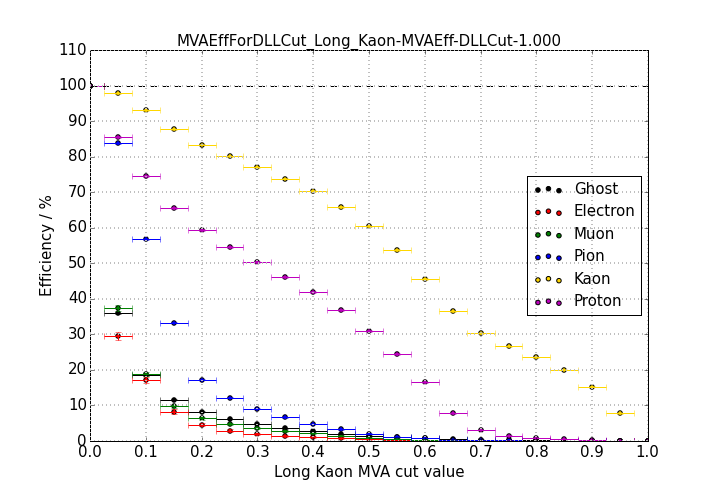 MVAEffForDLLCut_Long_Kaon-MVAEff-DLLCut-1.000
110
100
90
80
70
60
50
40
30
20
10
0
Efficiency / %
Ghost
Electron
Muon
Pion
Kaon
Proton
0.0 0.1 0.2 0.3 0.4 0.5 0.6 0.7 0.8 0.9 1.0
Long Kaon MVA cut value